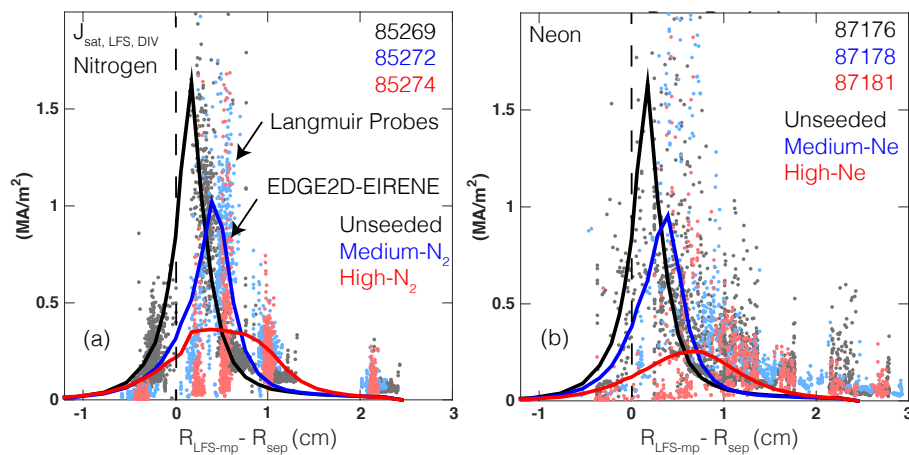 J_sat, LFS, DIV
Nitrogen
85269
85272
85274
Langmuir Probes
EDGE2D-EIRENE
Unseeded
Medium-N_2
High-N_2
(a)
(MA/m²)
1.5
1
0.5
0
-1
0
1
2
3
R_LFS-mp - R_sep (cm)
Neon
87176
87178
87181
Unseeded
Medium-Ne
High-Ne
(b)
(MA/m²)
1.5
1
0.5
0
-1
0
1
2
3
R_LFS-mp - R_sep (cm)